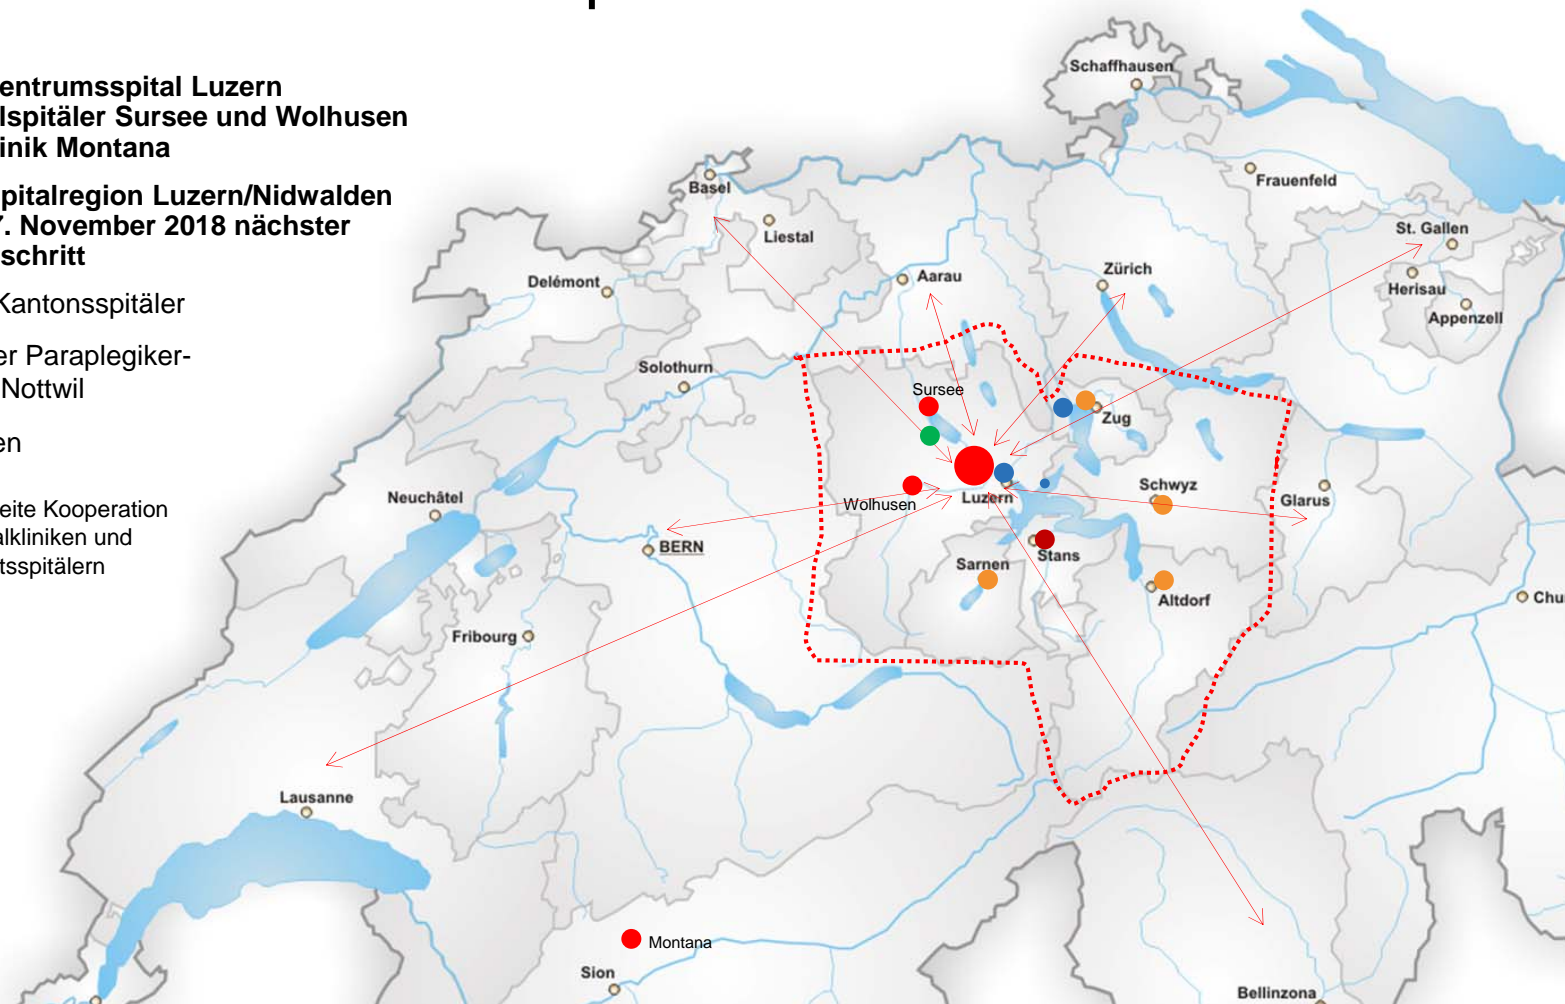 entrumsspital Luzern
lspitäler Sursee und Wolhusen
inik Montana
pitalregion Luzern/Nidwalden
7. November 2018 nächster
schritt
Kantonsspitäler
er Paraplegiker-
Nottwil
en
eite Kooperation
alkliniken und
tsspitälern
Schaffhausen
Basel
Frauenfeld
Liestal
St. Gallen
Delémont
Aarau
Zürich
Herisau
Appenzell
Solothurn
Sursee
Zug
Neuchâtel
Wolhusen
Luzern
Schwyz
Glarus
BERN
Stans
Sarnen
Altdorf
Chu
Fribourg
Lausanne
Montana
Sion
Bellinzona